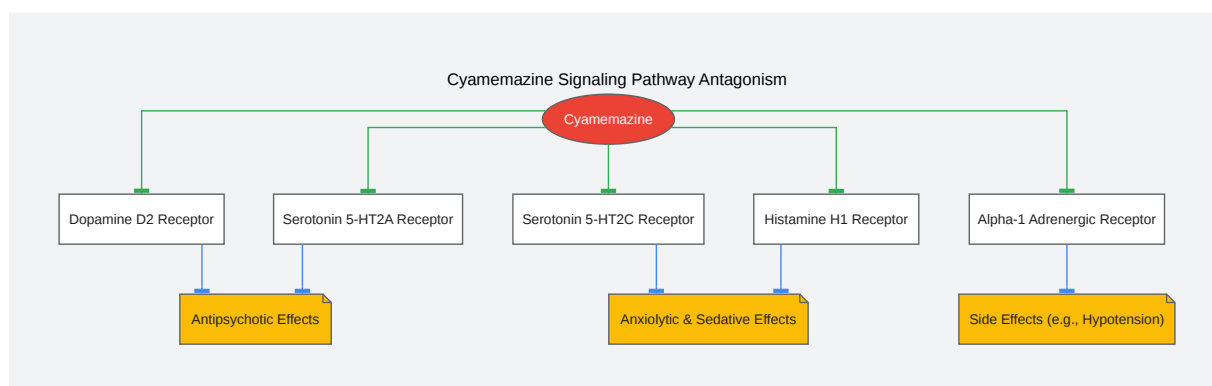 Cyamemazine Signaling Pathway Antagonism
Cyamemazine
Dopamine D2 Receptor
Serotonin 5-HT2A Receptor
Serotonin 5-HT2C Receptor
Histamine H1 Receptor
Alpha-1 Adrenergic Receptor
Antipsychotic Effects
Anxiolytic & Sedative Effects
Side Effects (e.g., Hypotension)